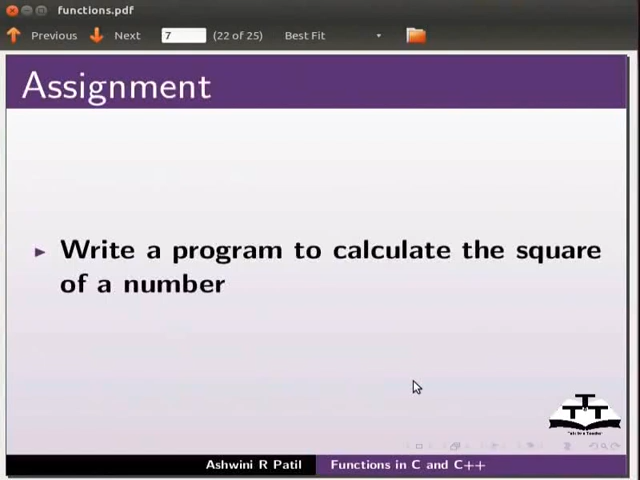 functions.pdf
Previous Next 7 (22 of 25) Best Fit
Assignment
Write a program to calculate the square
of a number
Ashwini R Patil Functions in C and C++